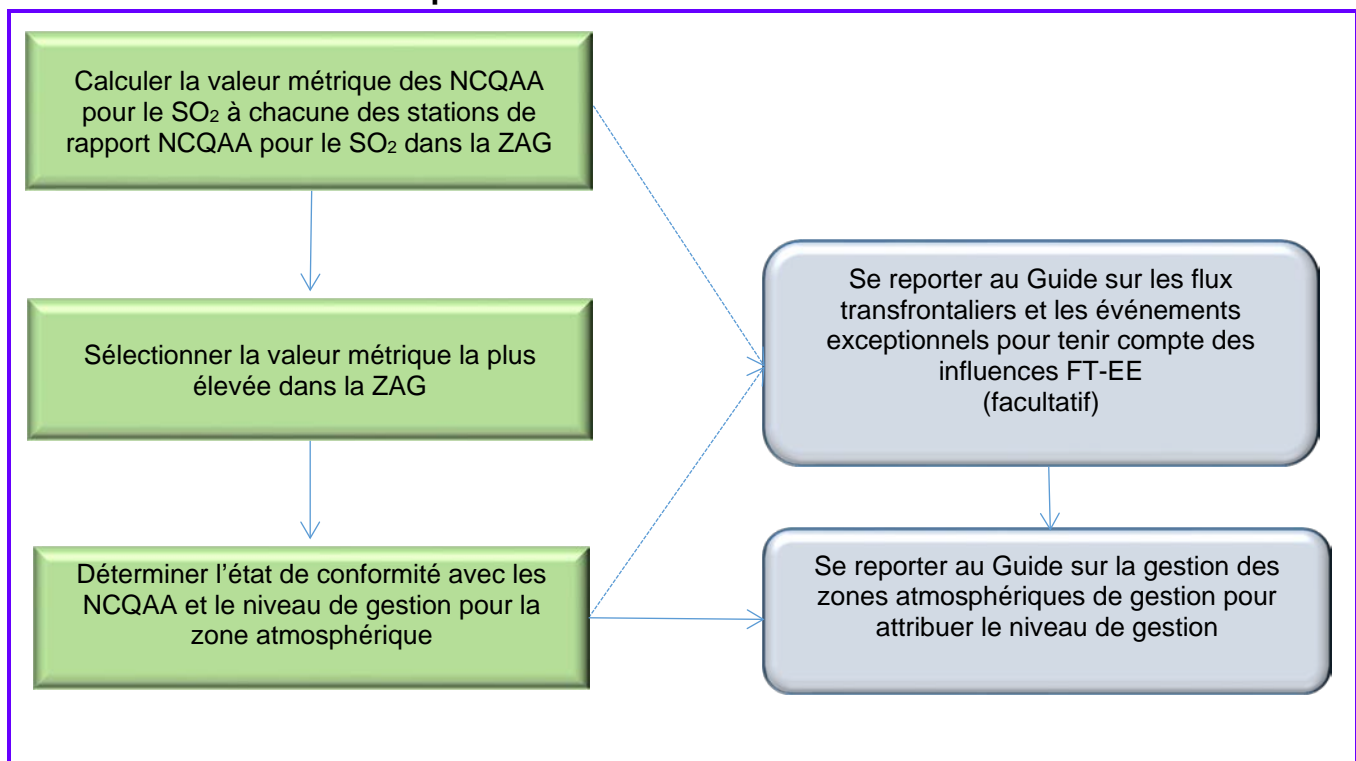 Calculer la valeur métrique des NCQAA
pour le SO₂ à chacune des stations de
rapport NCQAA pour le SO₂ dans la ZAG
Sélectionner la valeur métrique la plus
élevée dans la ZAG
Déterminer l'état de conformité avec les
NCQAA et le niveau de gestion pour la
zone atmosphérique
Se reporter au Guide sur les flux
transfrontaliers et les événements
exceptionnels pour tenir compte des
influences FT-EE
(facultatif)
Se reporter au Guide sur la gestion des
zones atmosphériques de gestion pour
attribuer le niveau de gestion